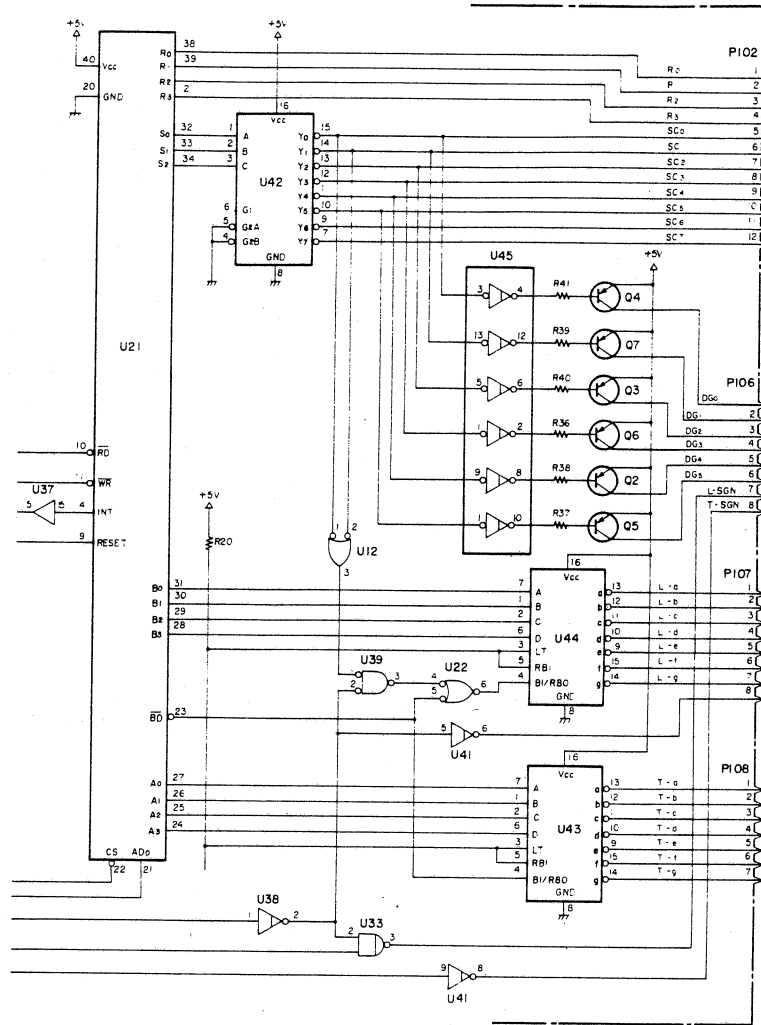 +5V
+5V
P102
40 Vcc
20 GND
R0 38
R1 39
R2
R3 2
R0 1
R 2
R2 3
R3 4
SC0 5
SC 6
SC2 7
SC3 8
SC4 9
SC5 10
SC6
SC7 12
S0 32
S1 33
S2 34
16
Vcc
1 A
2 B
3 C
U42
6 G1
5 G2A
4 G2B
GND
8
Y0 15
Y1 14
Y2 13
Y3 12
Y4 1
Y5 10
Y6 9
Y7 7
U21
U45
+5V
3 4 R41 Q4
13 12 R39 Q7
5 6 R40 Q3
1 2 R36 Q6
9 8 R38 Q2
1 10 R37 Q5
P106
DG0
DG1 2
DG2 3
DG3 4
DG4 5
DG5 6
L-SGN 7
T-SGN 8
10 RD
WR
U37
5 4 INT
9 RESET
+5V
R20
1 2
U12
3
B0 31
B1 30
B2 29
B3 28
16
Vcc
7 A
1 B
2 C
6 D
3 LT
5 RBI
4 BI/RBO
U44
GND
8
a 13 L-a 1
b 12 L-b 2
c 11 L-c 3
d 10 L-d 4
e 9 L-e 5
f 15 L-f 6
g 14 L-g 7
8
P107
U39
2 3
U22
4 5 6
BD 23
5 6
U41
A0 27
A1 26
A2 25
A3 24
16
Vcc
7 A
1 B
2 C
6 D
3 LT
5 RBI
4 BI/RBO
U43
GND
8
P108
a 13 T-a 1
b 12 T-b 2
c 11 T-c 3
d 10 T-d 4
e 9 T-e 5
f 15 T-f 6
g 14 T-g 7
CS AD0
22 21
U38
1 2
U33
2 3
9 8
U41